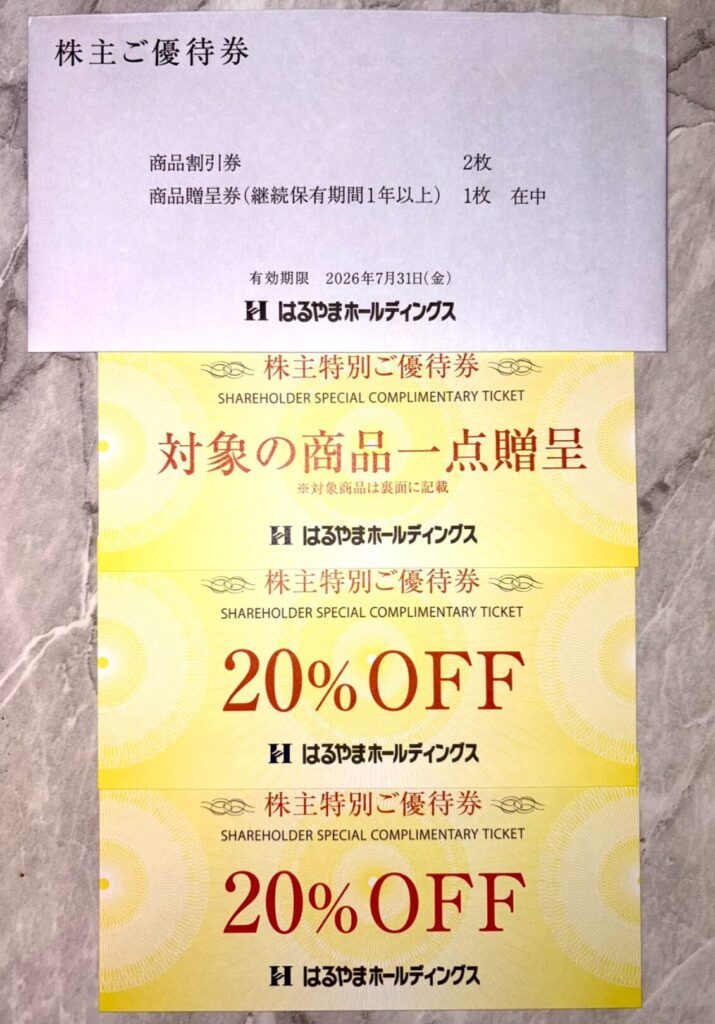 株主ご優待券
商品割引券 2枚
商品贈呈券(継続保有期間1年以上) 1枚 在中
有効期限 2026年7月31日(金)
はるやまホールディングス
株主特別ご優待券
SHAREHOLDER SPECIAL COMPLIMENTARY TICKET
対象の商品一点贈呈
※対象商品は裏面に記載
はるやまホールディングス
株主特別ご優待券
SHAREHOLDER SPECIAL COMPLIMENTARY TICKET
20%OFF
はるやまホールディングス
株主特別ご優待券
SHAREHOLDER SPECIAL COMPLIMENTARY TICKET
20%OFF
はるやまホールディングス